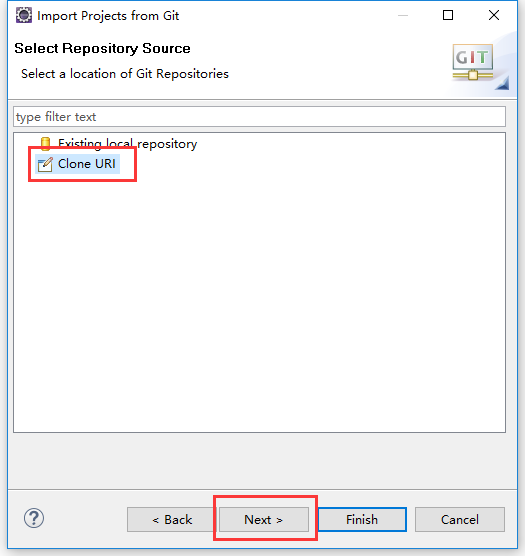 Import Projects from Git
Select Repository Source
Select a location of Git Repositories
GIT
type filter text
Existing local repository
Clone URI
?
< Back
Next >
Finish
Cancel